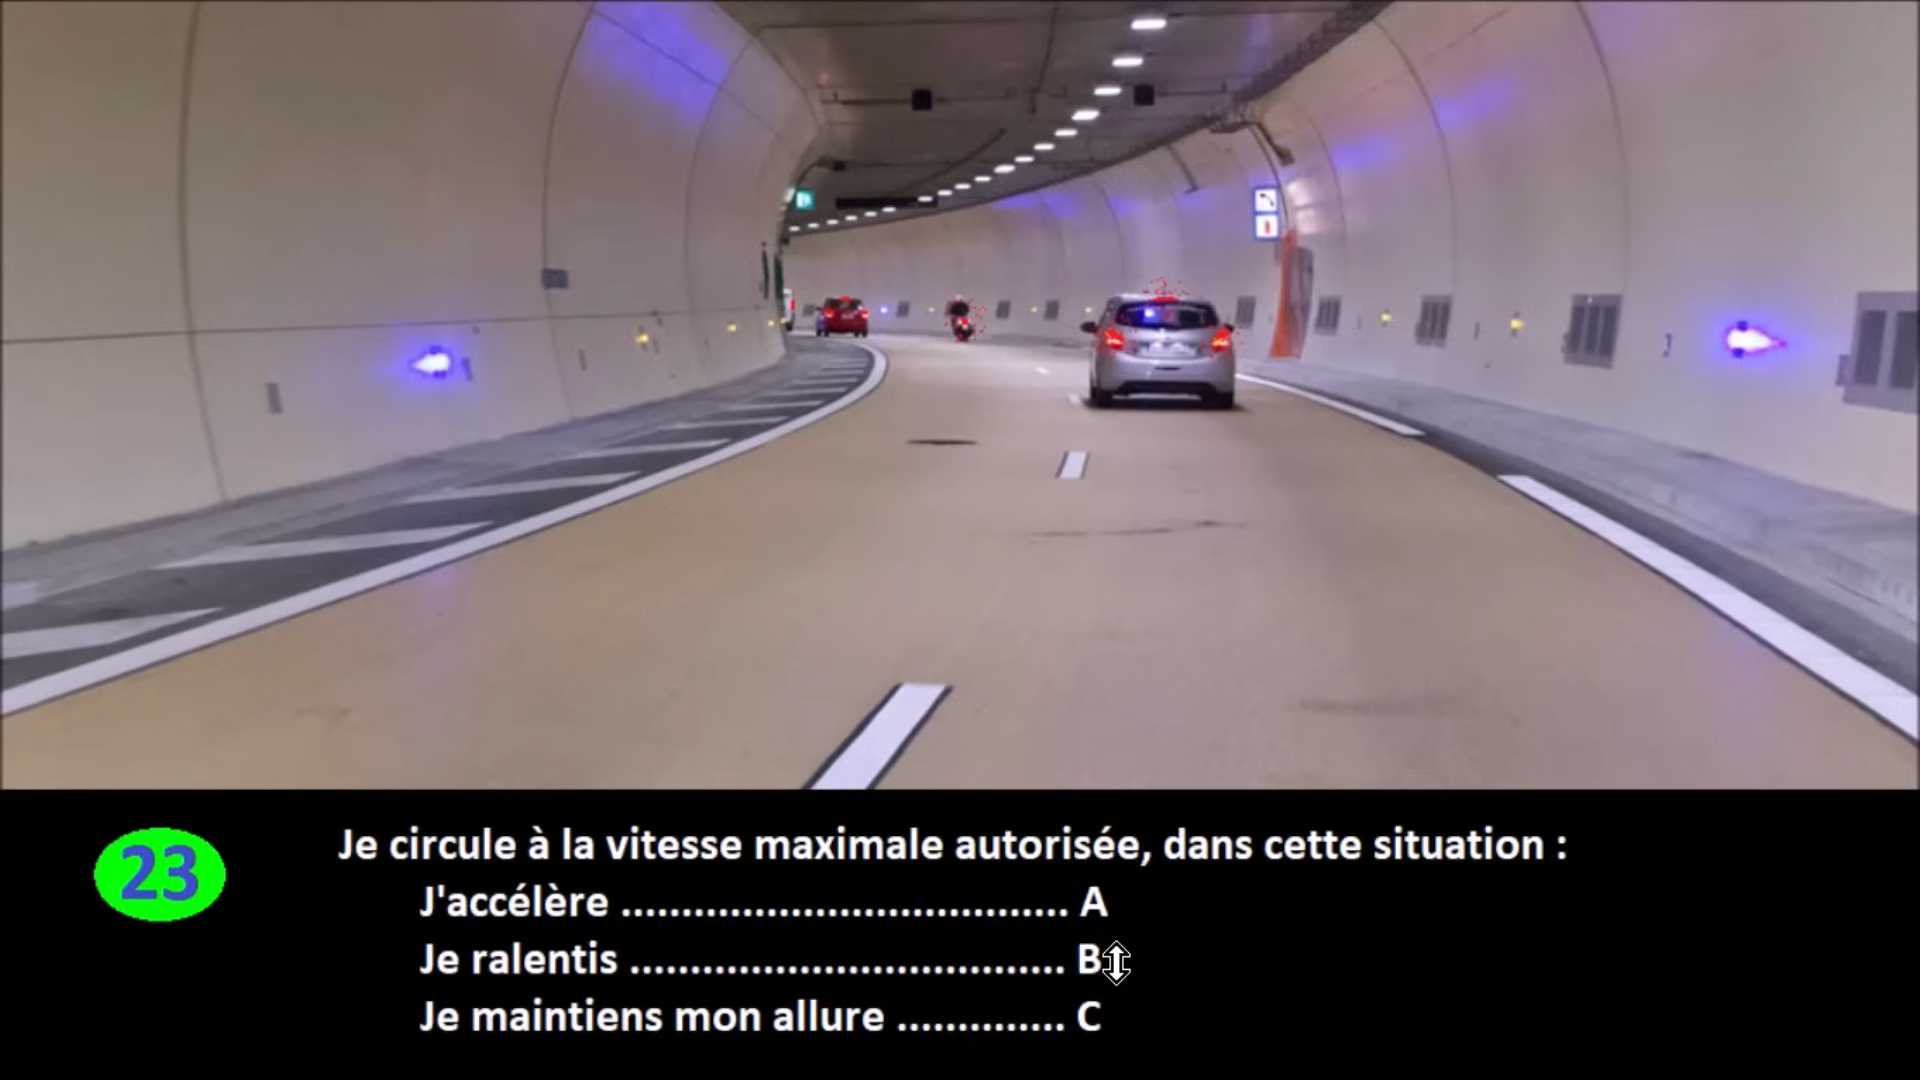 23
Je circule à la vitesse maximale autorisée, dans cette situation :
J'accélère ..................................... A
Je ralentis .................................... B
Je maintiens mon allure .............. C